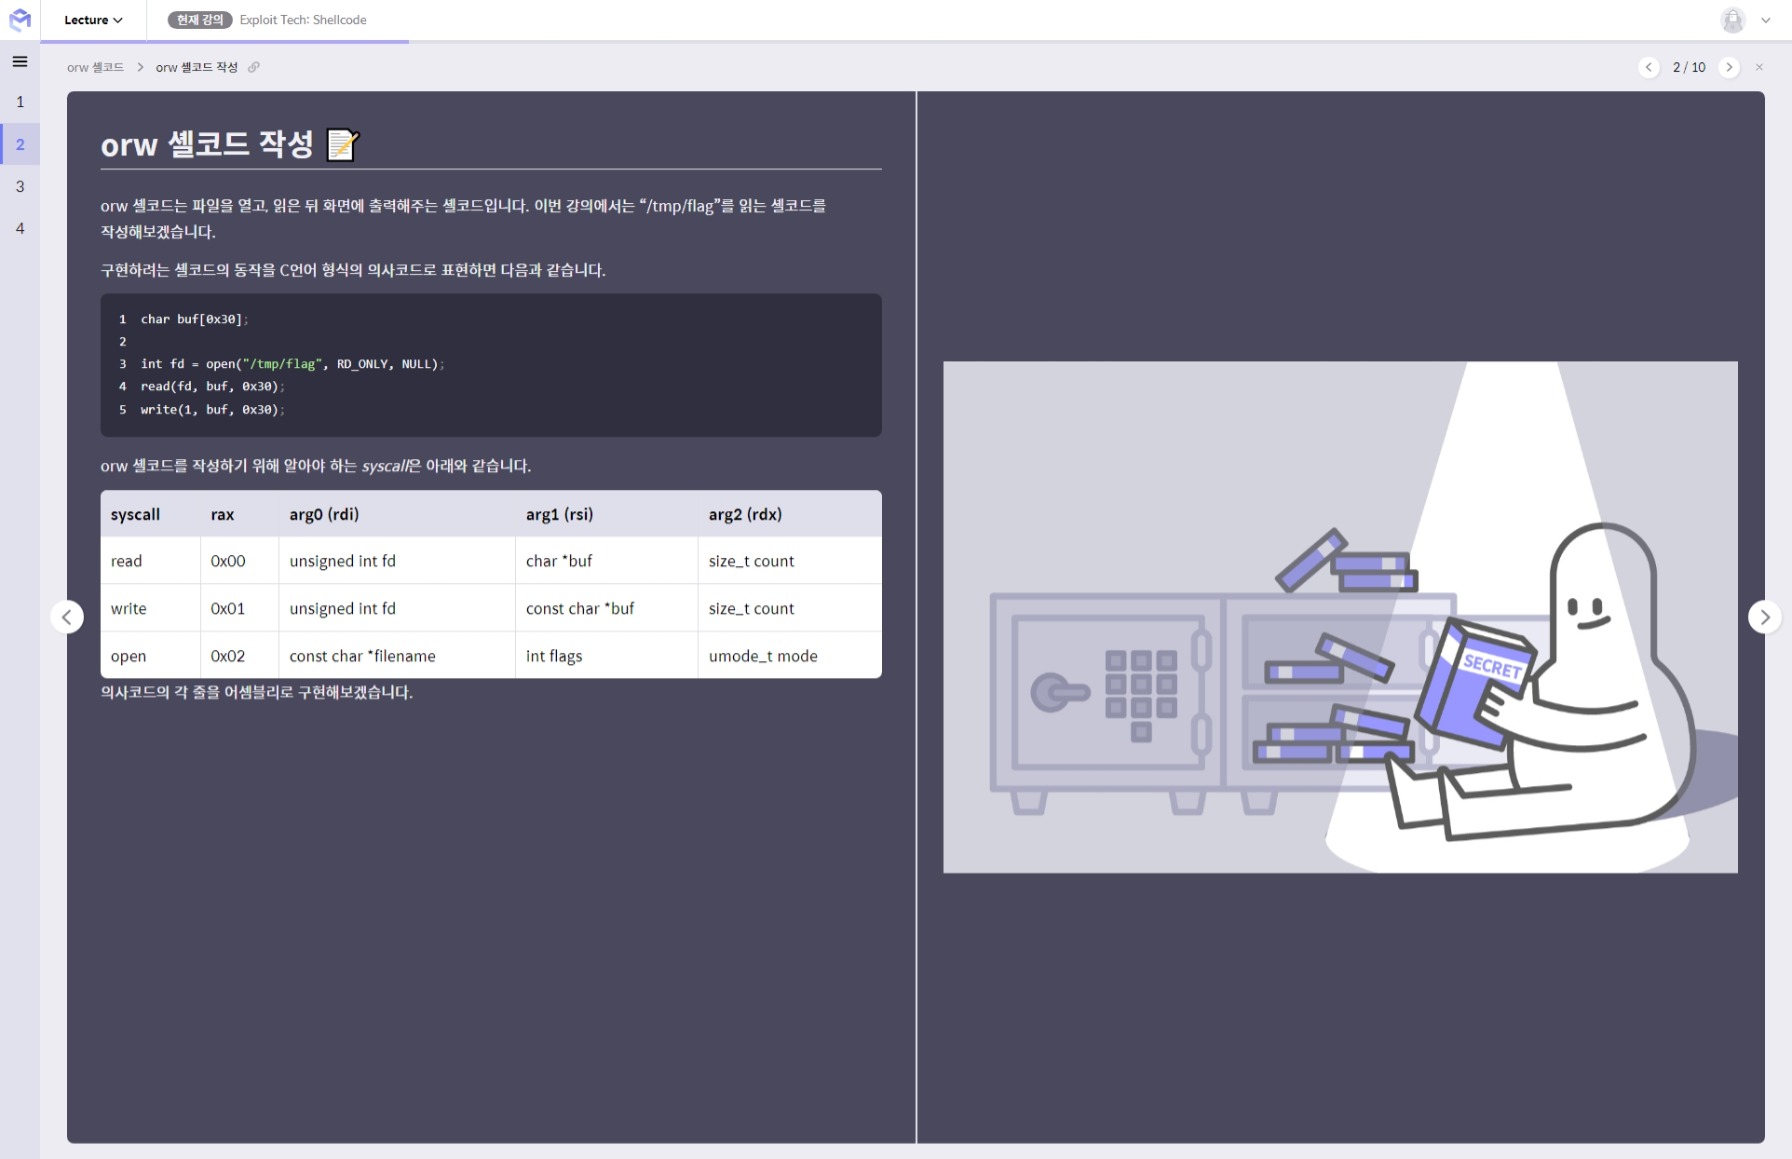 Lecture
현재 강의 Exploit Tech: Shellcode
orw 셸코드 > orw 셸코드 작성
2 / 10
1
2
3
4
orw 셸코드 작성
orw 셸코드는 파일을 열고, 읽은 뒤 화면에 출력해주는 셸코드입니다. 이번 강의에서는 “/tmp/flag”를 읽는 셸코드를
작성해보겠습니다.
구현하려는 셸코드의 동작을 C언어 형식의 의사코드로 표현하면 다음과 같습니다.
1 char buf[0x30];
2
3 int fd = open("/tmp/flag", RD_ONLY, NULL);
4 read(fd, buf, 0x30);
5 write(1, buf, 0x30);
orw 셸코드를 작성하기 위해 알아야 하는 syscall은 아래와 같습니다.
syscall rax arg0 (rdi) arg1 (rsi) arg2 (rdx)
read 0x00 unsigned int fd char *buf size_t count
write 0x01 unsigned int fd const char *buf size_t count
open 0x02 const char *filename int flags umode_t mode
의사코드의 각 줄을 어셈블리로 구현해보겠습니다.
SECRET